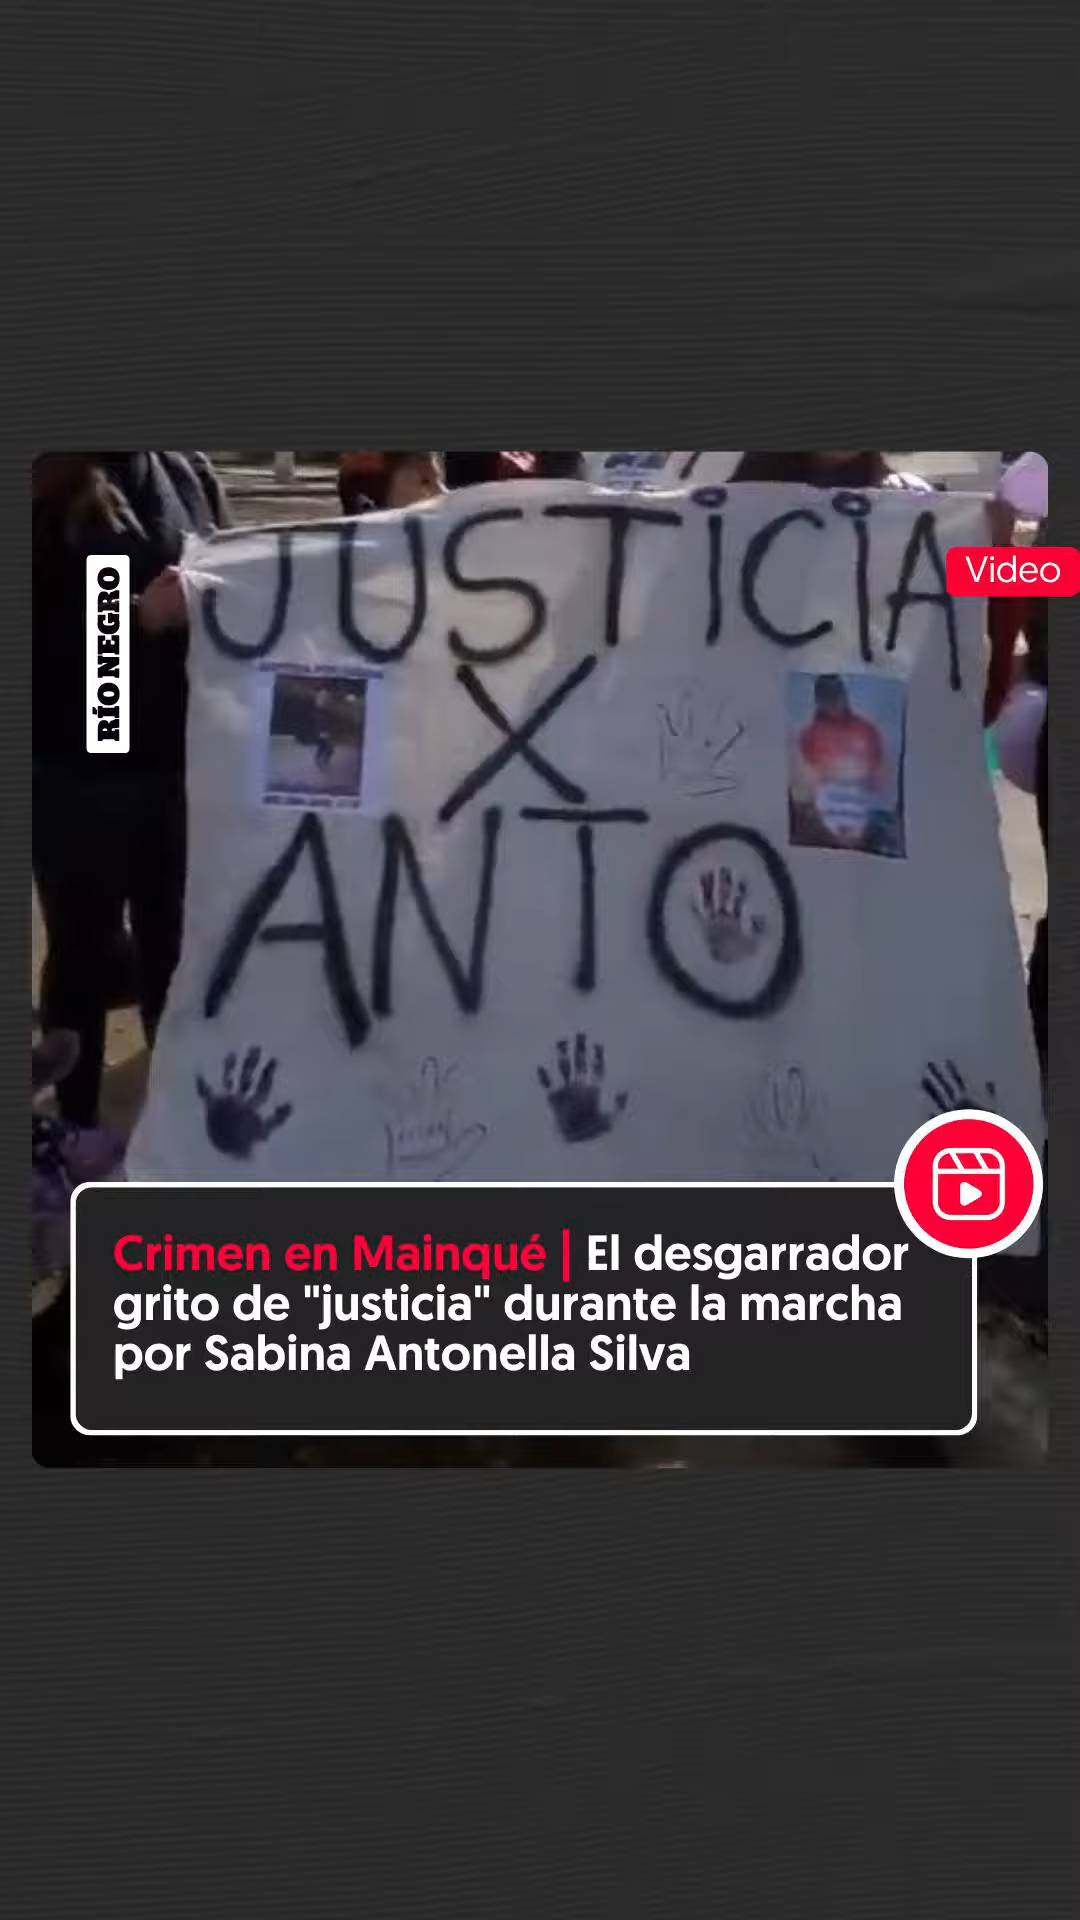 JUSTICIA
X
ANTO
RÍO NEGRO
Video
Crimen en Mainqué | El desgarrador
grito de "justicia" durante la marcha
por Sabina Antonella Silva